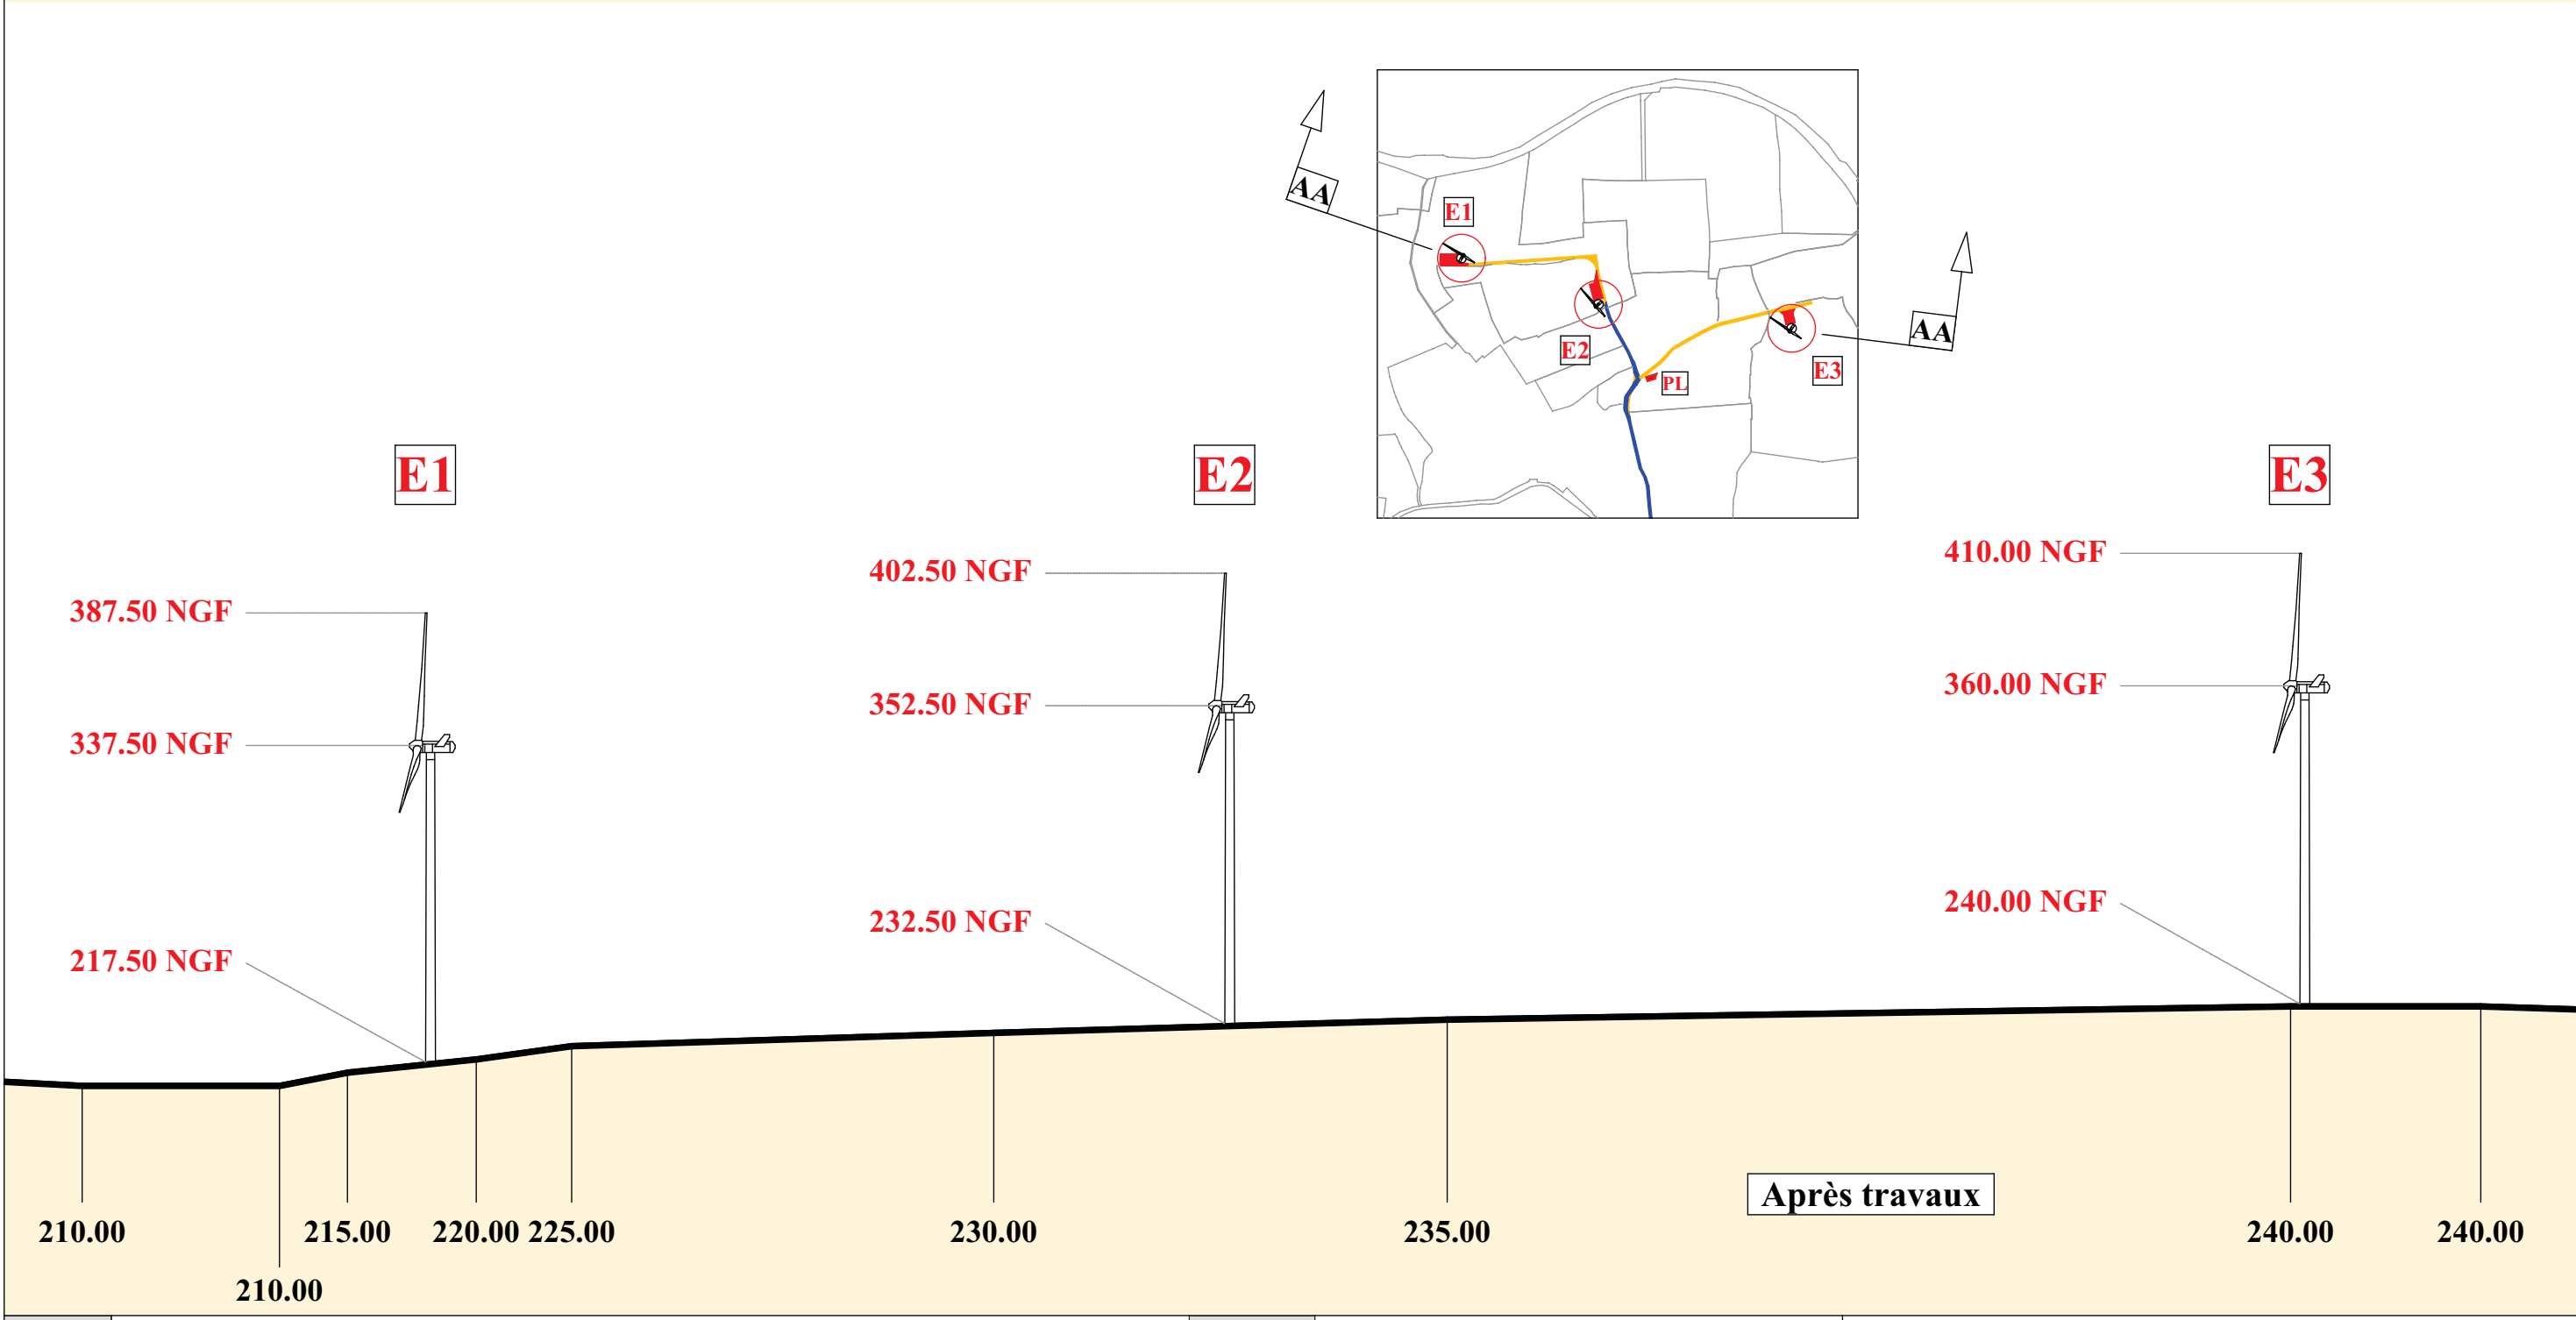 AA
E1
E2
PL
E3
AA
E1
E2
E3
387.50 NGF
337.50 NGF
217.50 NGF
402.50 NGF
352.50 NGF
232.50 NGF
410.00 NGF
360.00 NGF
240.00 NGF
Après travaux
210.00
210.00
215.00
220.00
225.00
230.00
235.00
240.00
240.00